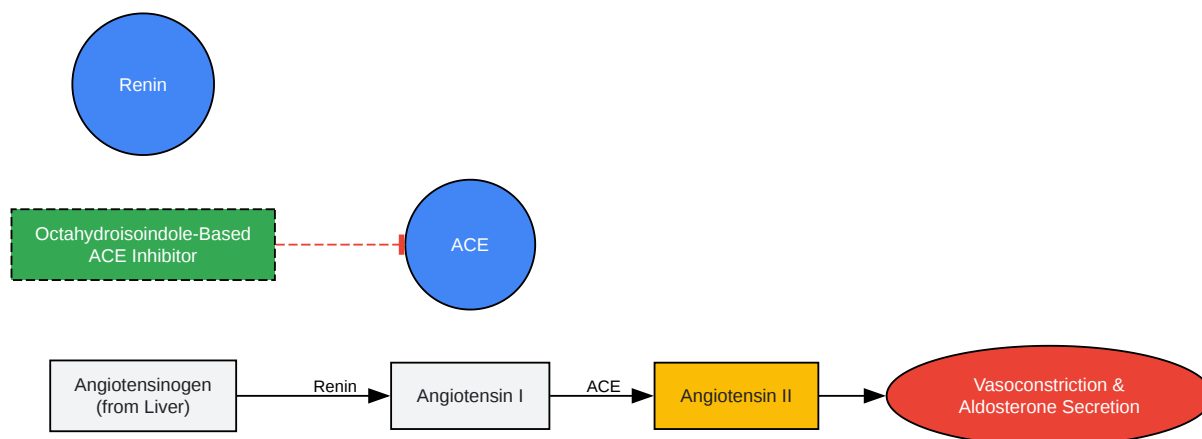 Renin
Octahydroisoindole-Based
ACE Inhibitor
ACE
Angiotensinogen
(from Liver)
Renin
Angiotensin I
ACE
Angiotensin II
Vasoconstriction &
Aldosterone Secretion